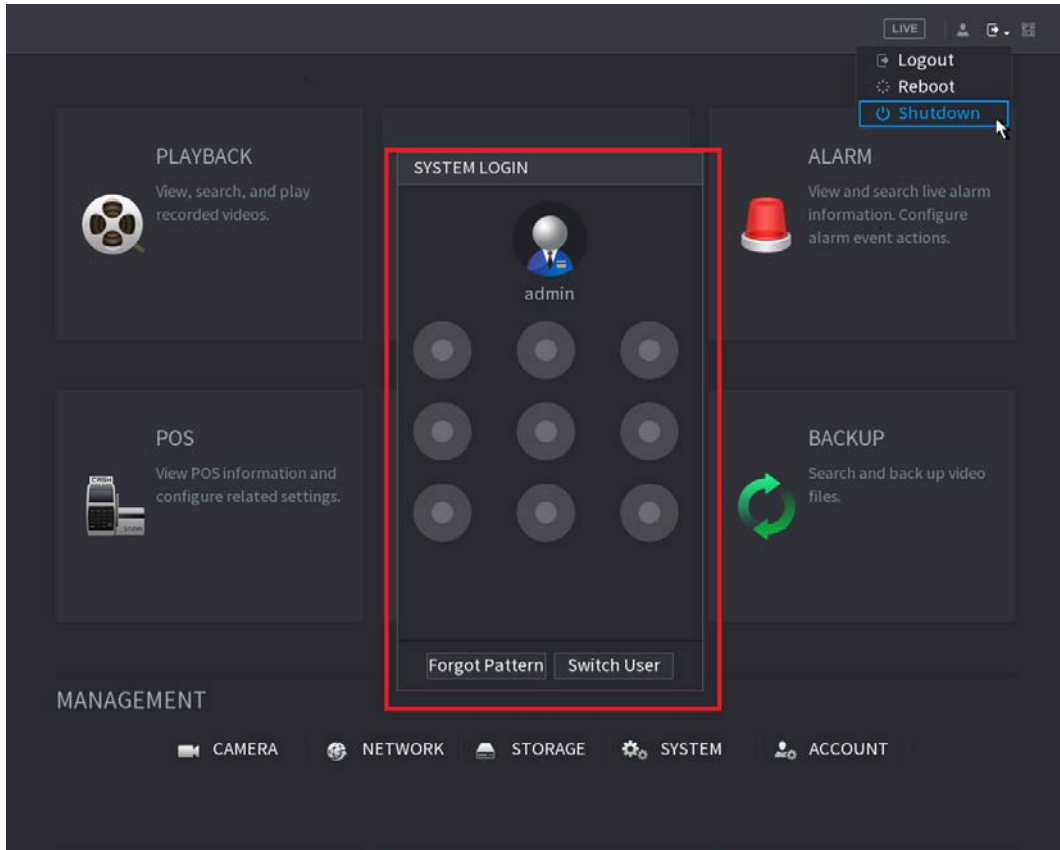 LIVE
Logout
Reboot
Shutdown
PLAYBACK
View, search, and play
recorded videos.
SYSTEM LOGIN
admin
Forgot Pattern
Switch User
ALARM
View and search live alarm
information. Configure
alarm event actions.
POS
View POS information and
configure related settings.
CASH
BACKUP
Search and back up video
files.
MANAGEMENT
CAMERA
NETWORK
STORAGE
SYSTEM
ACCOUNT